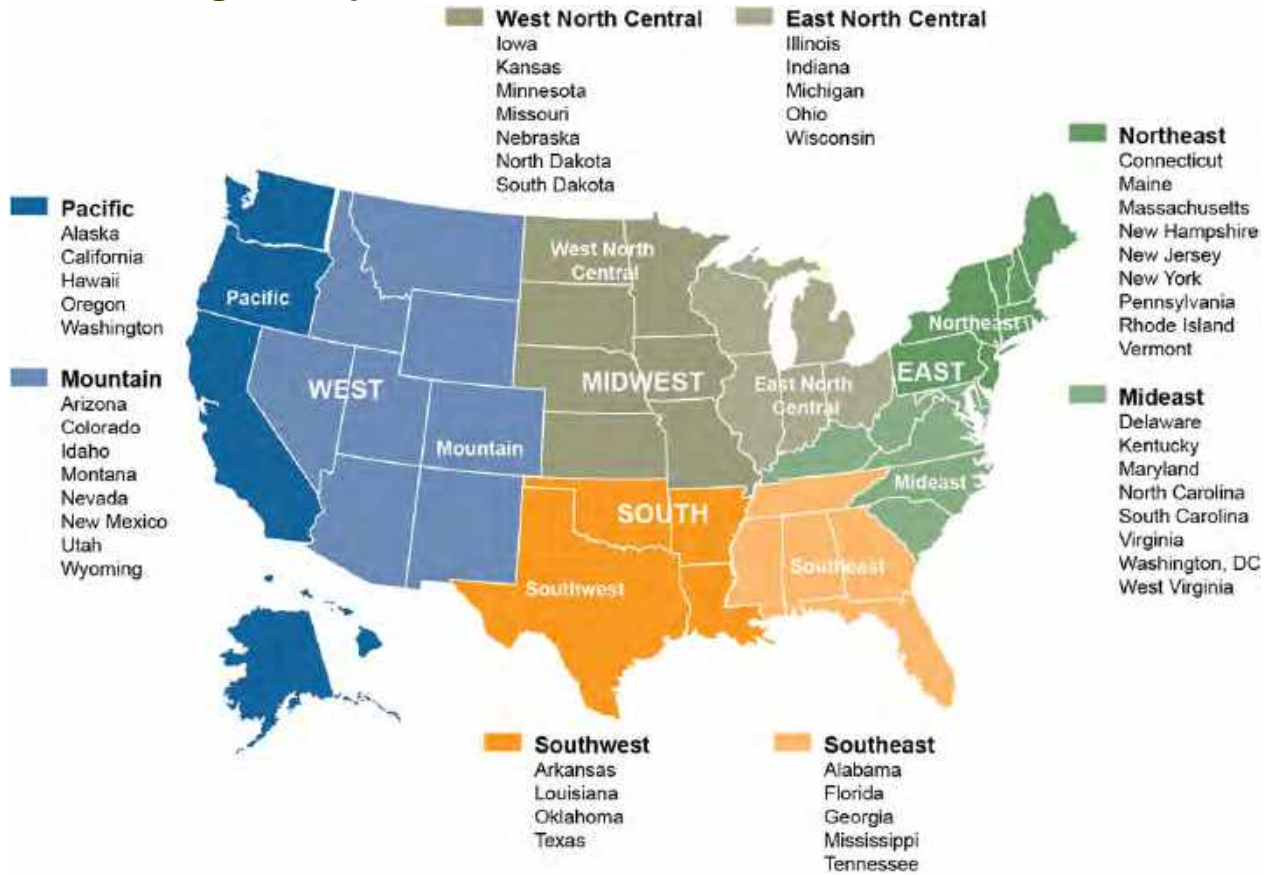 West North Central
Iowa
Kansas
Minnesota
Missouri
Nebraska
North Dakota
South Dakota
East North Central
Illinois
Indiana
Michigan
Ohio
Wisconsin
Northeast
Connecticut
Maine
Massachusetts
New Hampshire
New Jersey
New York
Pennsylvania
Rhode Island
Vermont
Pacific
Alaska
California
Hawaii
Oregon
Washington
Mountain
Arizona
Colorado
Idaho
Montana
Nevada
New Mexico
Utah
Wyoming
Mideast
Delaware
Kentucky
Maryland
North Carolina
South Carolina
Virginia
Washington, DC
West Virginia
West North
Central
Pacific
Northeast
WEST
MIDWEST
East North
Central
EAST
Mountain
Mideast
SOUTH
Southwest
Southeast
Southwest
Arkansas
Louisiana
Oklahoma
Texas
Southeast
Alabama
Florida
Georgia
Mississippi
Tennessee